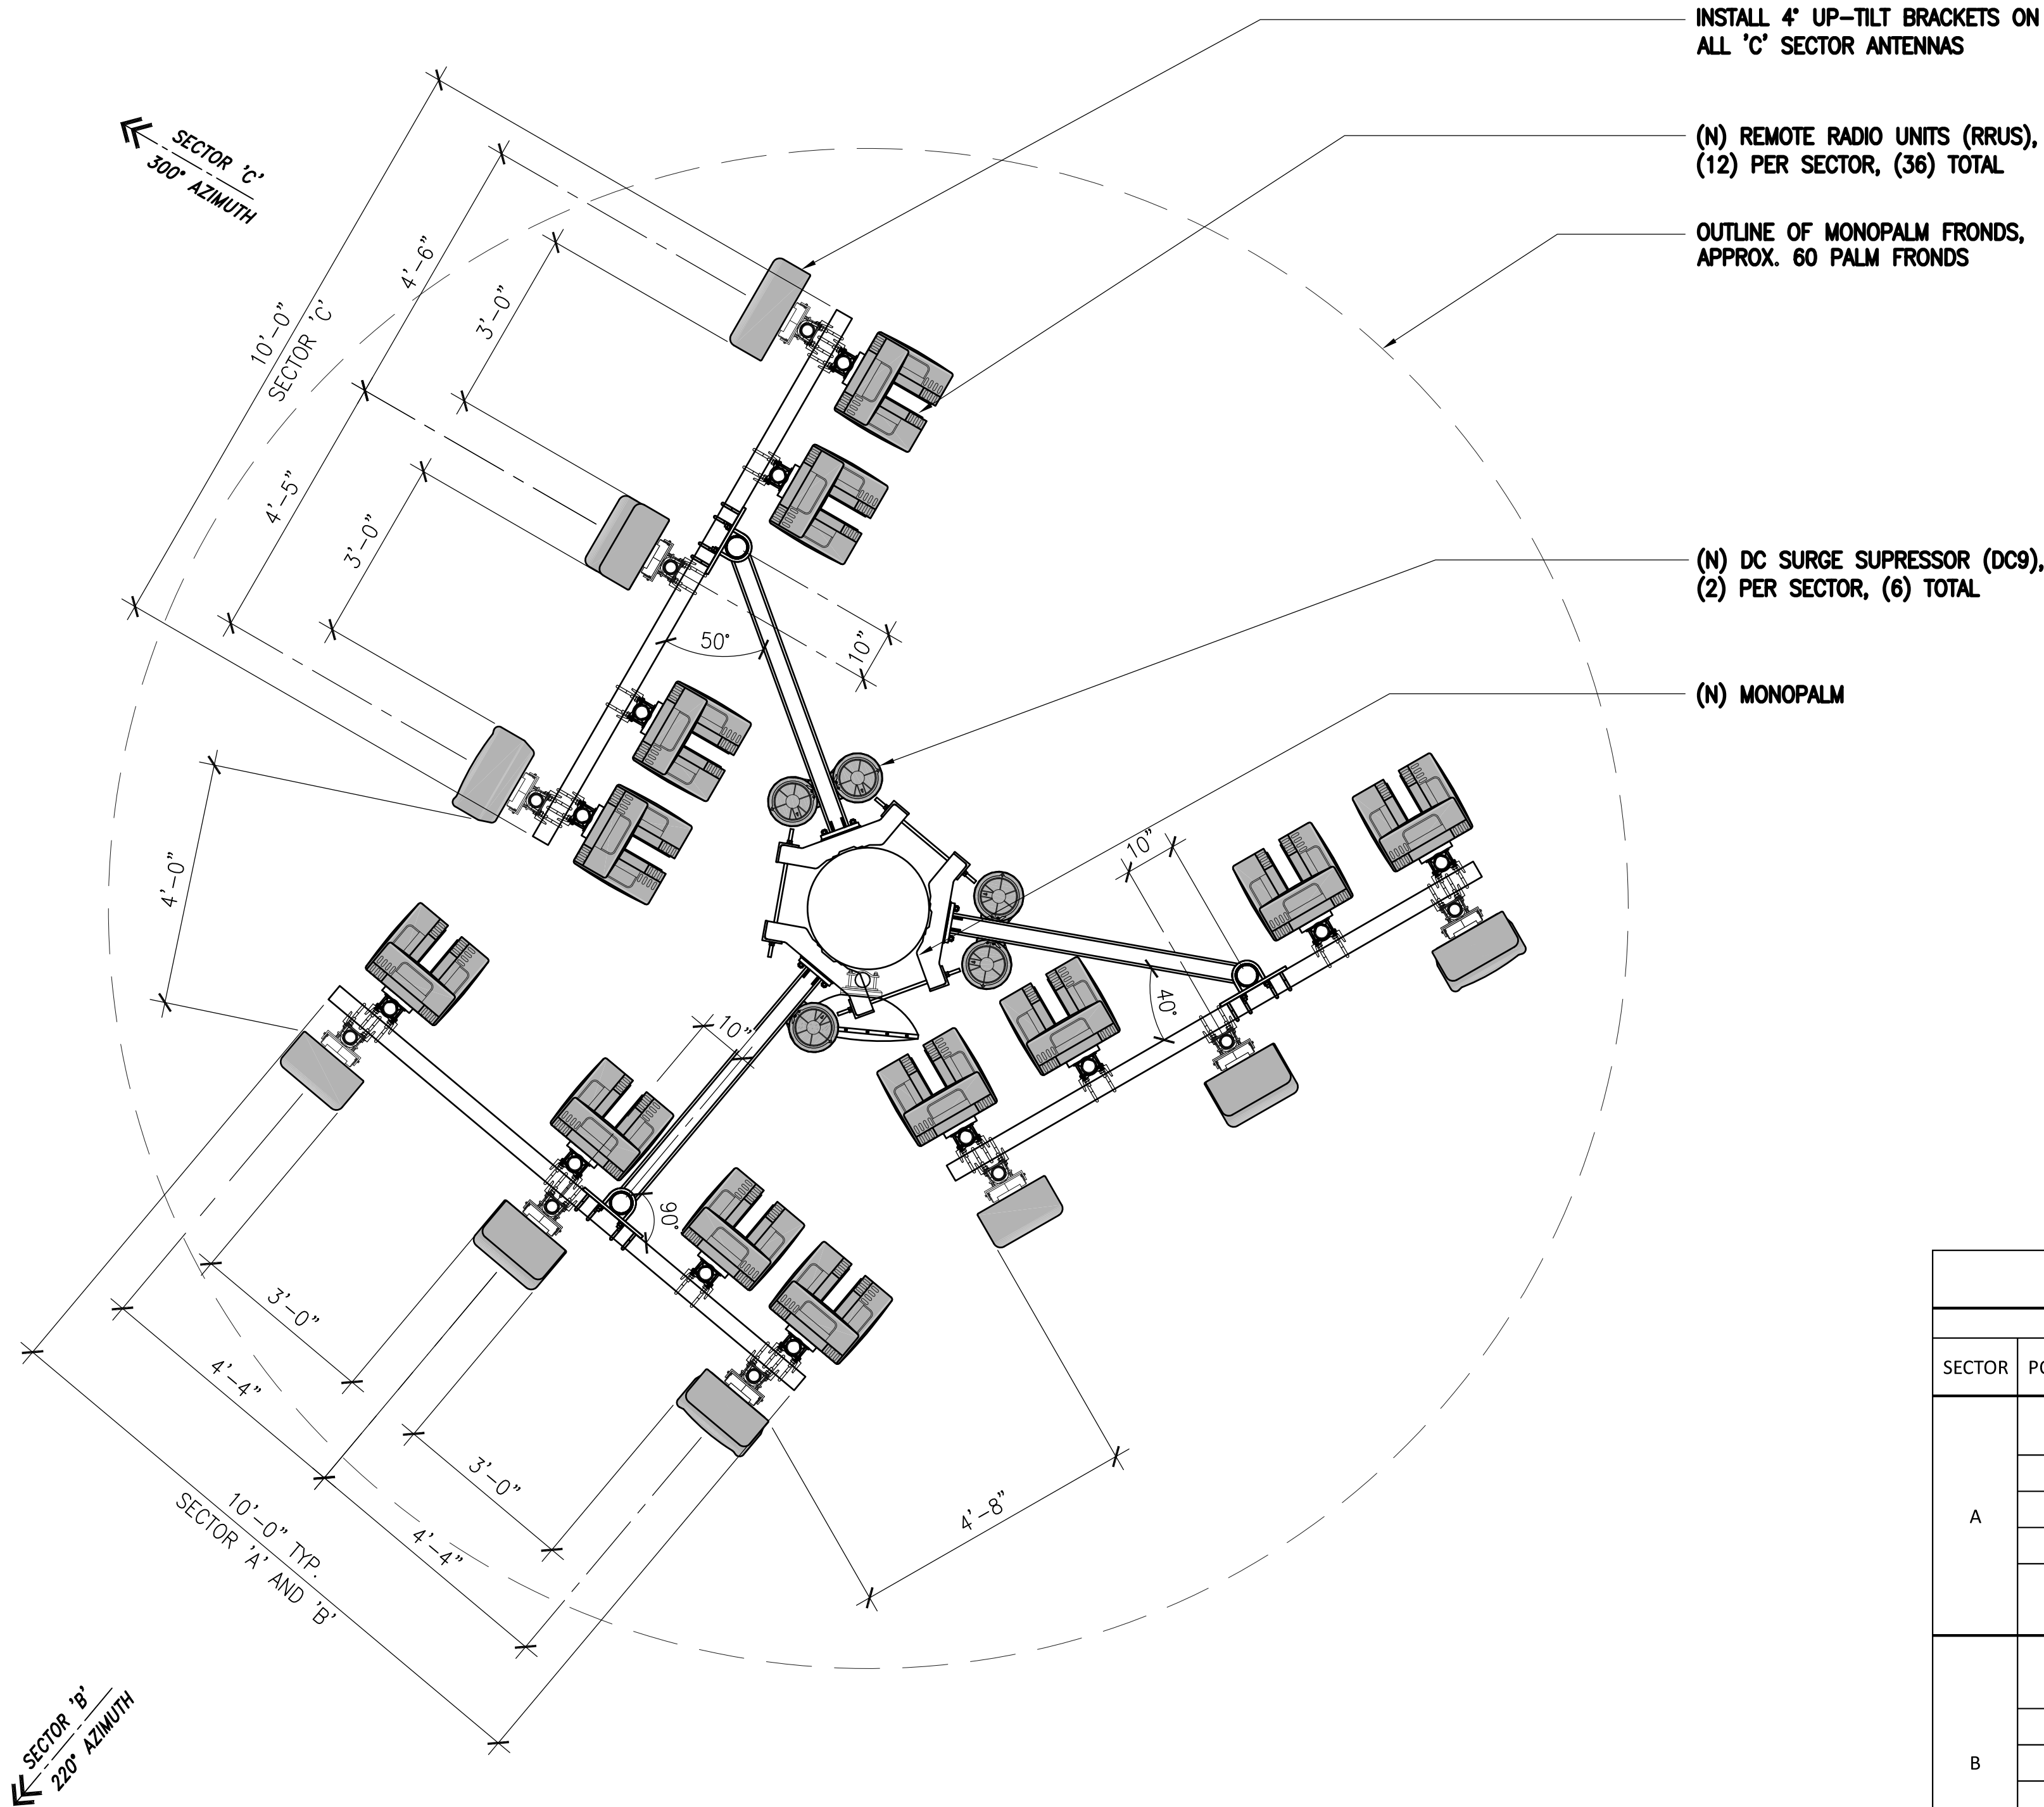 INSTALL 4° UP-TILT BRACKETS ON
ALL 'C' SECTOR ANTENNAS
(N) REMOTE RADIO UNITS (RRUS),
(12) PER SECTOR, (36) TOTAL
OUTLINE OF MONOPALM FRONDS,
APPROX. 60 PALM FRONDS
(N) DC SURGE SUPRESSOR (DC9),
(2) PER SECTOR, (6) TOTAL
(N) MONOPALM
SECTOR 'C'
300° AZIMUTH
10'-0"
SECTOR 'C'
4'-6"
3'-0"
4'-5"
3'-0"
50°
10"
4'-0"
10"
40°
10"
90°
3'-0"
4'-4"
3'-0"
4'-4"
10'-0" TYP.
SECTOR 'A' AND 'B'
4'-8"
SECTOR 'B'
220° AZIMUTH
SECTOR
A
B